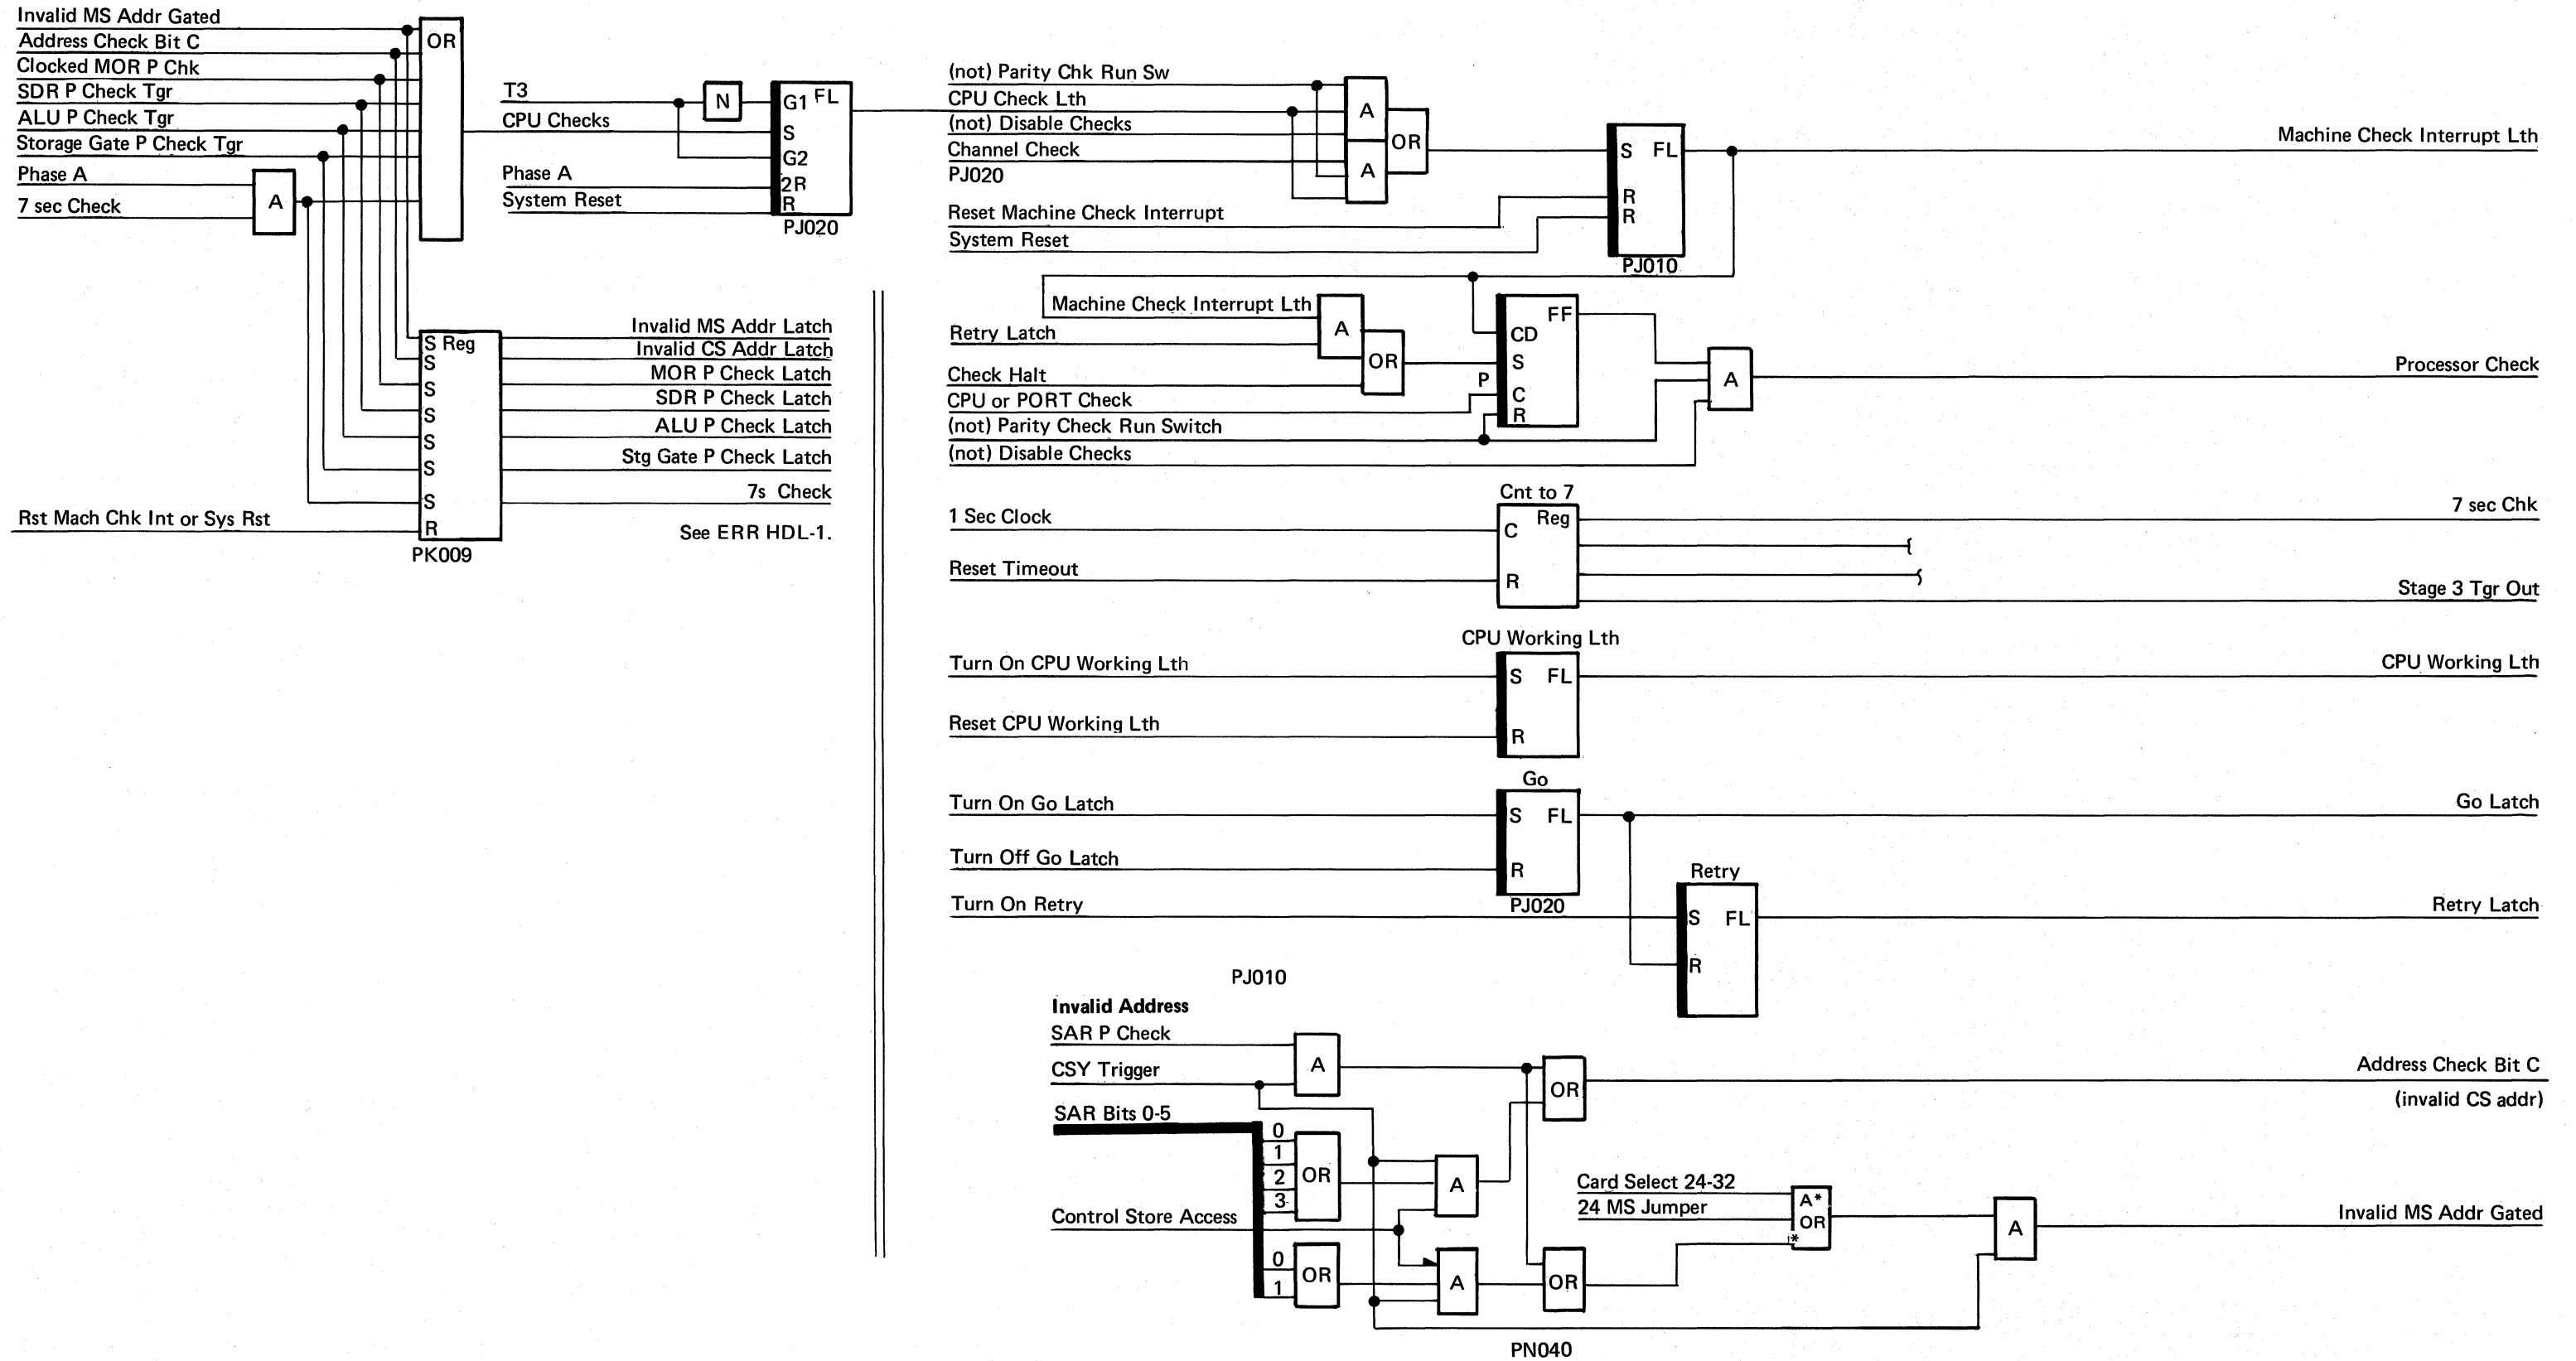 Invalid MS Addr Gated
Address Check Bit C
Clocked MOR P Chk
SDR P Check Tgr
ALU P Check Tgr
Storage Gate P Check Tgr
Phase A
7 sec Check
A
OR
T3
N
CPU Checks
Phase A
System Reset
G1 FL
S
G2
2R
R
PJ020
S Reg
S
S
S
S
S
S
R
PK009
Rst Mach Chk Int or Sys Rst
Invalid MS Addr Latch
Invalid CS Addr Latch
MOR P Check Latch
SDR P Check Latch
ALU P Check Latch
Stg Gate P Check Latch
7s Check
See ERR HDL-1.
(not) Parity Chk Run Sw
CPU Check Lth
(not) Disable Checks
Channel Check
PJ020
Reset Machine Check Interrupt
System Reset
A
A
OR
S FL
R
R
PJ010
Machine Check Interrupt Lth
Machine Check Interrupt Lth
Retry Latch
Check Halt
CPU or PORT Check
(not) Parity Check Run Switch
(not) Disable Checks
A
OR
P
FF
CD
S
C
R
A
Processor Check
Cnt to 7
1 Sec Clock
Reset Timeout
Reg
C
R
7 sec Chk
Stage 3 Tgr Out
CPU Working Lth
Turn On CPU Working Lth
Reset CPU Working Lth
S FL
R
CPU Working Lth
Go
Turn On Go Latch
Turn Off Go Latch
S FL
R
PJ020
Go Latch
Retry
Turn On Retry
S FL
R
Retry Latch
PJ010
Invalid Address
SAR P Check
CSY Trigger
SAR Bits 0-5
Control Store Access
A
0
1
2
3
OR
0
1
OR
A
A
OR
OR
Address Check Bit C
(invalid CS addr)
Card Select 24-32
24 MS Jumper
A*
OR
*
A
Invalid MS Addr Gated
PN040